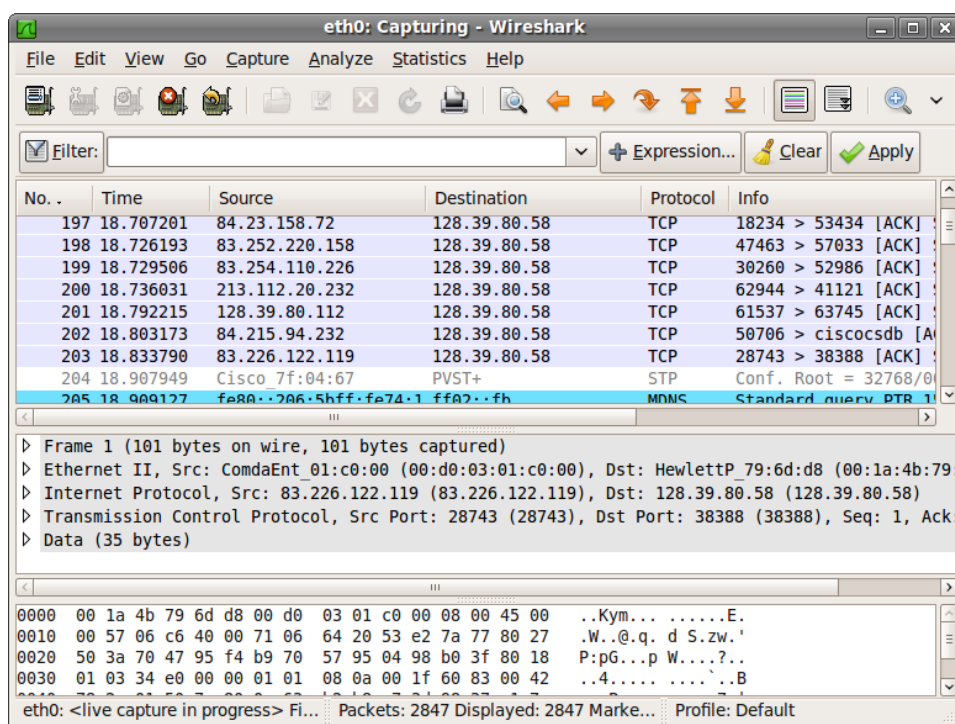 eth0: Capturing - Wireshark
File Edit View Go Capture Analyze Statistics Help
Filter: Expression... Clear Apply
No. . Time Source Destination Protocol Info
197 18.707201 84.23.158.72 128.39.80.58 TCP 18234 > 53434 [ACK]
198 18.726193 83.252.220.158 128.39.80.58 TCP 47463 > 57033 [ACK]
199 18.729506 83.254.110.226 128.39.80.58 TCP 30260 > 52986 [ACK]
200 18.736031 213.112.20.232 128.39.80.58 TCP 62944 > 41121 [ACK]
201 18.792215 128.39.80.112 128.39.80.58 TCP 61537 > 63745 [ACK]
202 18.803173 84.215.94.232 128.39.80.58 TCP 50706 > ciscocsdb [A
203 18.833790 83.226.122.119 128.39.80.58 TCP 28743 > 38388 [ACK]
204 18.907949 Cisco_7f:04:67 PVST+ STP Conf. Root = 32768/0
205 18.909127 fe80::206:5bff:fe74:1 ff02::fb MDNS Standard query PTR
Frame 1 (101 bytes on wire, 101 bytes captured)
Ethernet II, Src: ComdaEnt_01:c0:00 (00:d0:03:01:c0:00), Dst: HewlettP_79:6d:d8 (00:1a:4b:79:
Internet Protocol, Src: 83.226.122.119 (83.226.122.119), Dst: 128.39.80.58 (128.39.80.58)
Transmission Control Protocol, Src Port: 28743 (28743), Dst Port: 38388 (38388), Seq: 1, Ack:
Data (35 bytes)
0000 00 1a 4b 79 6d d8 00 d0 03 01 c0 00 08 00 45 00 ..Kym... ......E.
0010 00 57 06 c6 40 00 71 06 64 20 53 e2 7a 77 80 27 .W..@.q. d S.zw.'
0020 50 3a 70 47 95 f4 b9 70 57 95 04 98 b0 3f 80 18 P:pG...p W....?..
0030 01 03 34 e0 00 00 01 01 08 0a 00 1f 60 83 00 42 ..4..... ....`..B
eth0: <live capture in progress> Fi... Packets: 2847 Displayed: 2847 Marke... Profile: Default